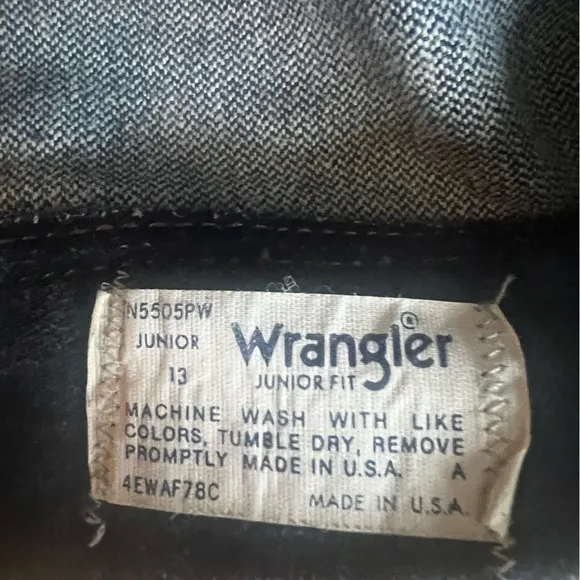 N5505PW
JUNIOR
13
Wrangler®
JUNIOR FIT
MACHINE WASH WITH LIKE
COLORS, TUMBLE DRY, REMOVE
PROMPTLY MADE IN U.S.A. A
4EWAF78C MADE IN U.S.A.